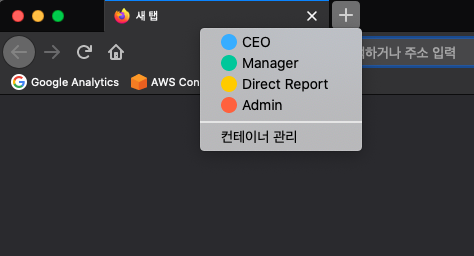 새 탭
CEO
Manager
Direct Report
Admin
컨테이너 관리
하거나 주소 입력
Google Analytics
AWS Con